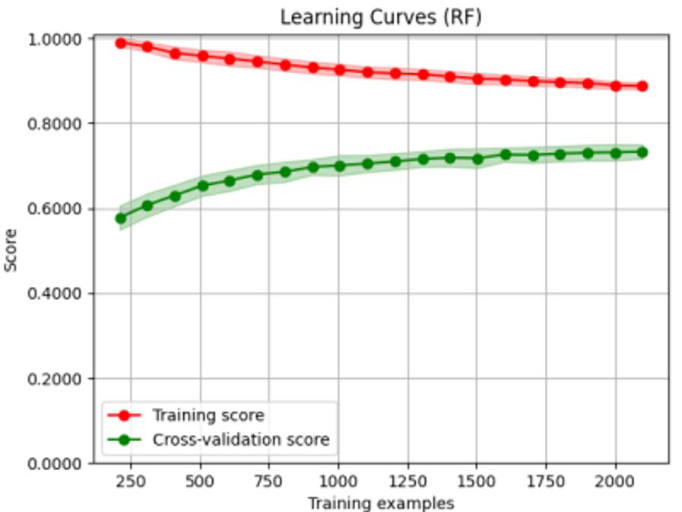 Learning Curves (RF)
1.0000
0.8000
0.6000
0.4000
0.2000
0.0000
Score
Training score
Cross-validation score
250 500 750 1000 1250 1500 1750 2000
Training examples